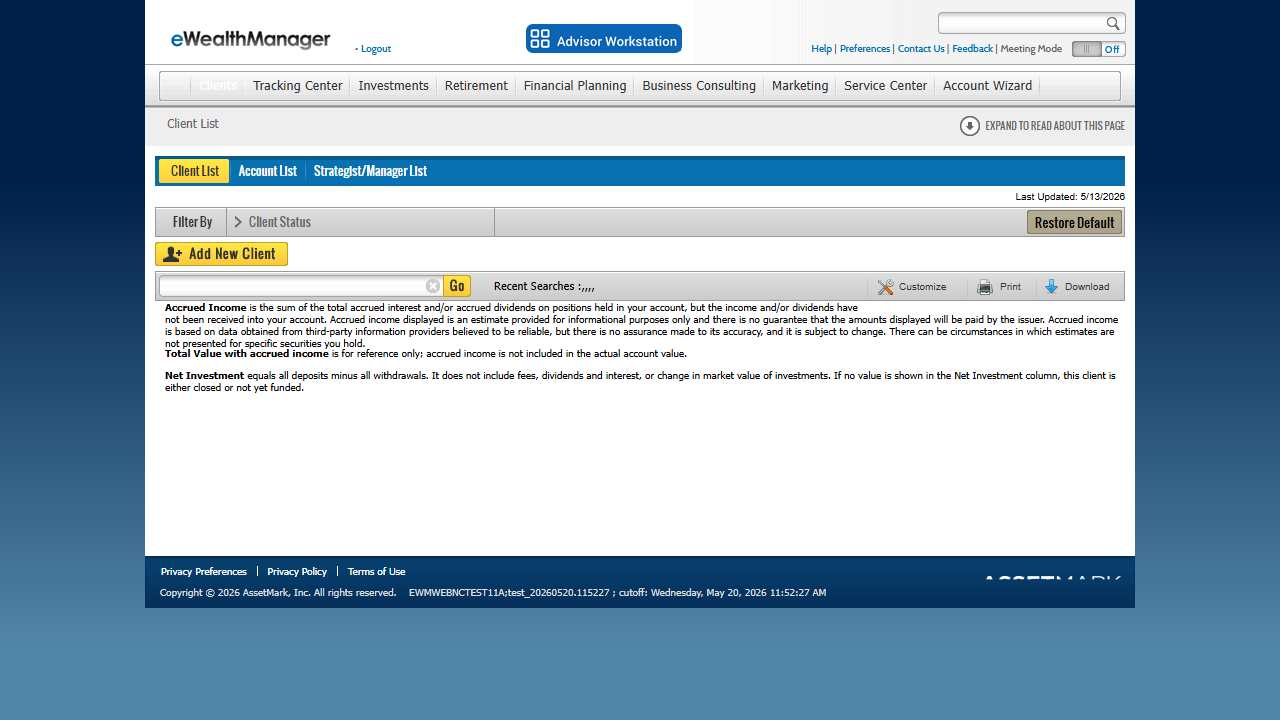 eWealthManager
• Logout
Advisor Workstation
Help | Preferences | Contact Us | Feedback | Meeting Mode Off
Clients Tracking Center Investments Retirement Financial Planning Business Consulting Marketing Service Center Account Wizard
Client List
EXPAND TO READ ABOUT THIS PAGE
Client List Account List Strategist/Manager List
Last Updated: 5/13/2026
Filter By Client Status Restore Default
Add New Client
Go Recent Searches :,,,, Customize Print Download
Accrued Income is the sum of the total accrued interest and/or accrued dividends on positions held in your account, but the income and/or dividends have
not been received into your account. Accrued income displayed is an estimate provided for informational purposes only and there is no guarantee that the amounts displayed will be paid by the issuer. Accrued income
is based on data obtained from third-party information providers believed to be reliable, but there is no assurance made to its accuracy, and it is subject to change. There can be circumstances in which estimates are
not presented for specific securities you hold.
Total Value with accrued income is for reference only; accrued income is not included in the actual account value.
Net Investment equals all deposits minus all withdrawals. It does not include fees, dividends and interest, or change in market value of investments. If no value is shown in the Net Investment column, this client is
either closed or not yet funded.
Privacy Preferences | Privacy Policy | Terms of Use
ASSETMARK
Copyright © 2026 AssetMark, Inc. All rights reserved. EWMWEBNCTEST11A;test_20260520.115227 ; cutoff: Wednesday, May 20, 2026 11:52:27 AM